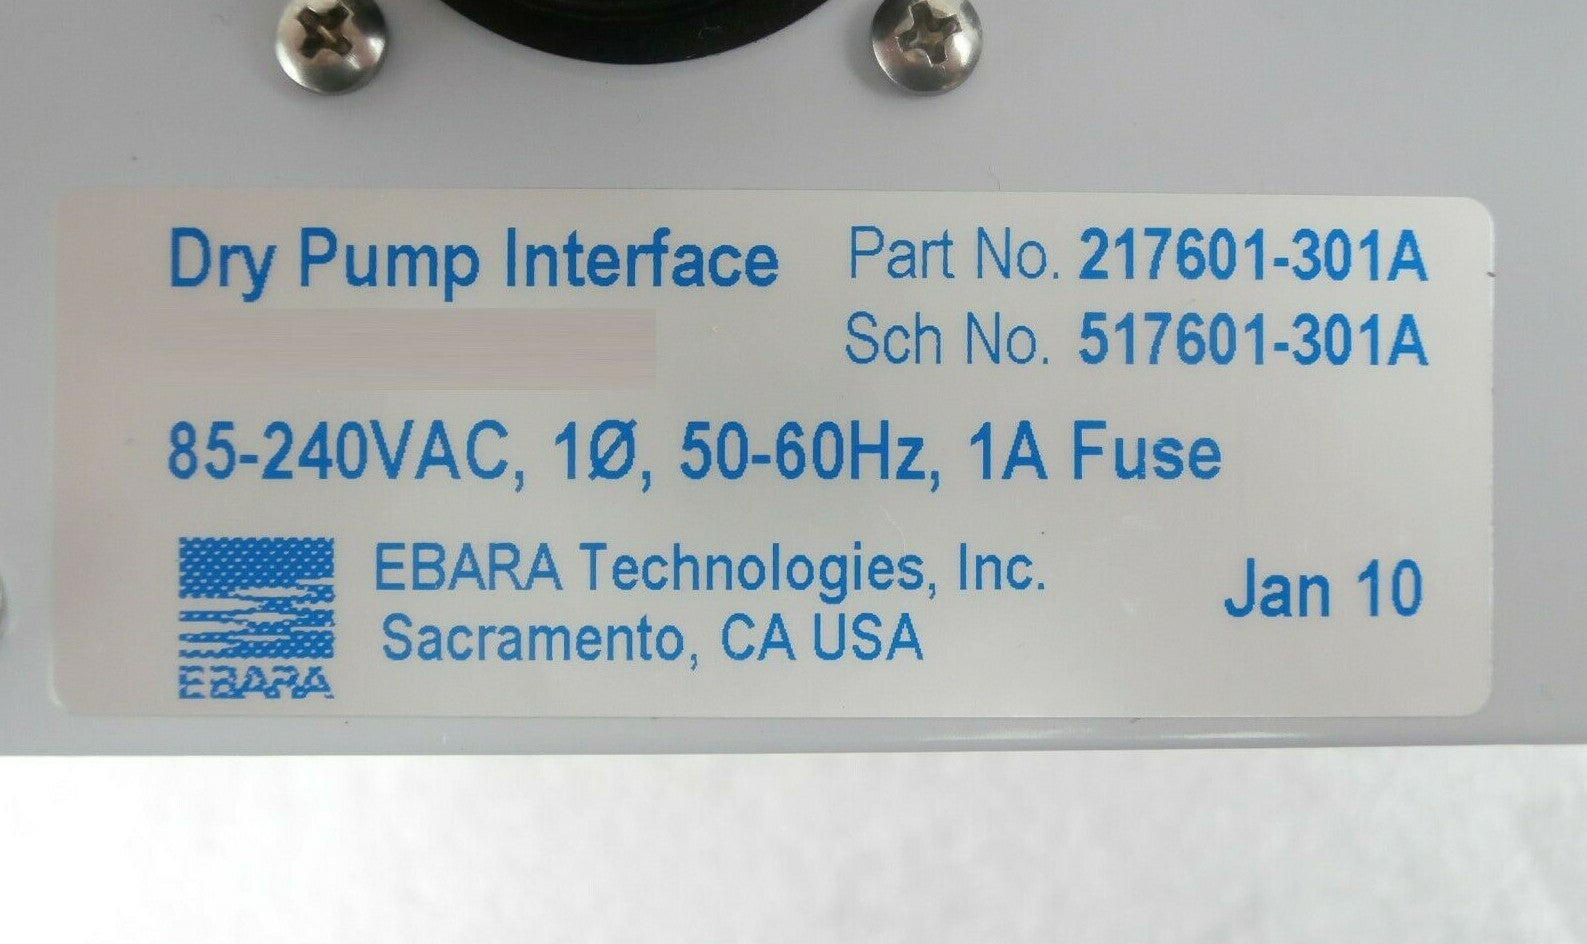 Dry Pump Interface
Part No. 217601-301A
Sch No. 517601-301A
85-240VAC, 1Ø, 50-60Hz, 1A Fuse
EBARA Technologies, Inc.
Sacramento, CA USA
Jan 10
EBARA